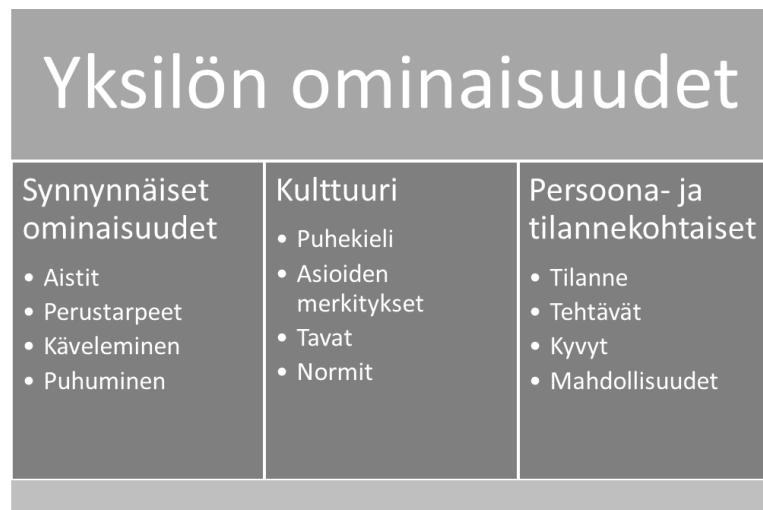 Yksilön ominaisuudet
Synnynnäiset
ominaisuudet
• Aistit
• Perustarpeet
• Käveleminen
• Puhuminen
Kulttuuri
• Puhekieli
• Asioiden
merkitykset
• Tavat
• Normit
Persoona- ja
tilannekohtaiset
• Tilanne
• Tehtävät
• Kyvyt
• Mahdollisuudet